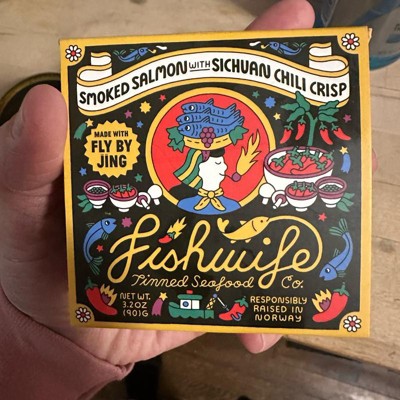 SMOKED SALMON WITH SICHUAN CHILI CRISP
MADE WITH
FLY BY
JING
Fishwife
Tinned Seafood Co.
NET WT.
3.2OZ
(90)G
RESPONSIBLY
RAISED IN
NORWAY